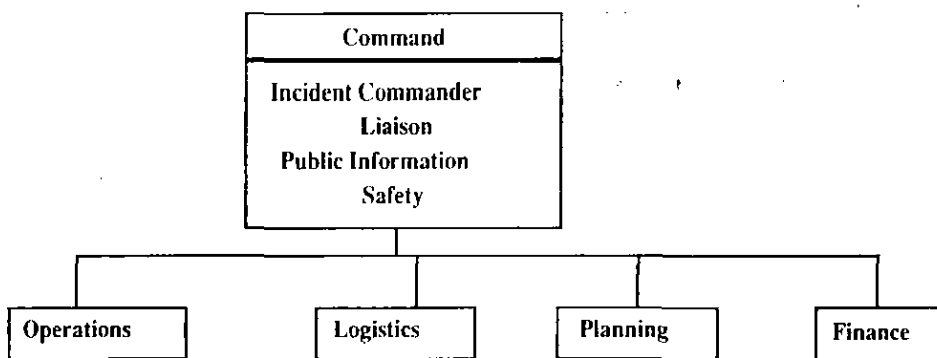 Command
Incident Commander
Liaison
Public Information
Safety
Operations
Logistics
Planning
Finance